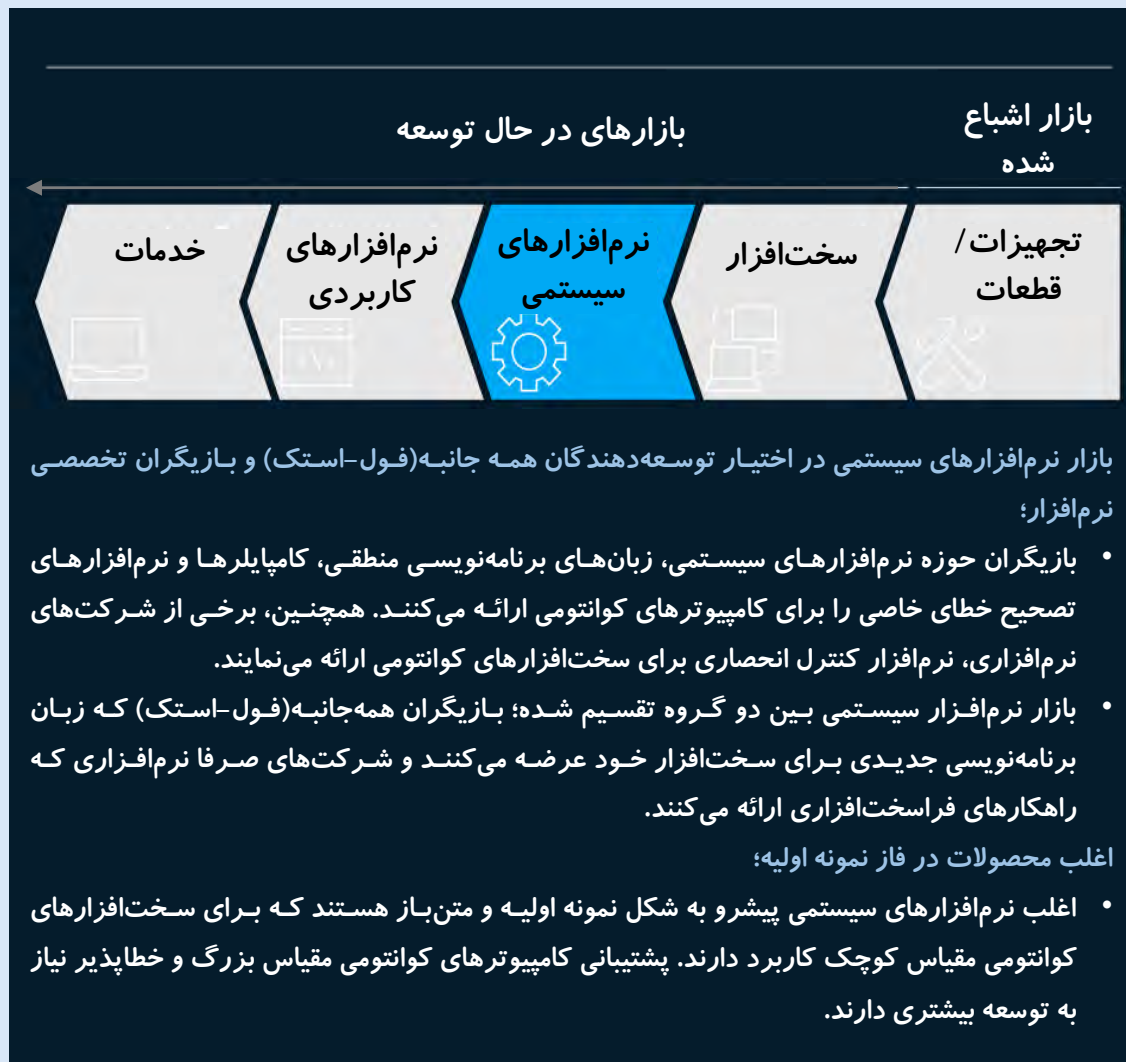 بازار اشباع
شده
بازارهای در حال توسعه
تجهیزات/
قطعات
سخت‌افزار
نرم‌افزارهای
سیستمی
نرم‌افزارهای
کاربردی
خدمات
بازار نرم‌افزارهای سیستمی در اختیار توسعه‌دهندگان همه جانبه(فول-استک) و بازیگران تخصصی
نرم‌افزار؛
• بازیگران حوزه نرم‌افزارهای سیستمی، زبان‌های برنامه‌نویسی منطقی، کامپایلرها و نرم‌افزارهای
تصحیح خطای خاصی را برای کامپیوترهای کوانتومی ارائه می‌کنند. همچنین، برخی از شرکت‌های
نرم‌افزاری، نرم‌افزار کنترل انحصاری برای سخت‌افزارهای کوانتومی ارائه می‌نمایند.
• بازار نرم‌افزار سیستمی بین دو گروه تقسیم شده؛ بازیگران همه‌جانبه(فول-استک) که زبان
برنامه‌نویسی جدیدی برای سخت‌افزار خود عرضه می‌کنند و شرکت‌های صرفا نرم‌افزاری که
راهکارهای فراسخت‌افزاری ارائه می‌کنند.
اغلب محصولات در فاز نمونه اولیه؛
• اغلب نرم‌افزارهای سیستمی پیشرو به شکل نمونه اولیه و متن‌باز هستند که برای سخت‌افزارهای
کوانتومی مقیاس کوچک کاربرد دارند. پشتیبانی کامپیوترهای کوانتومی مقیاس بزرگ و خطاپذیر نیاز
به توسعه بیشتری دارند.